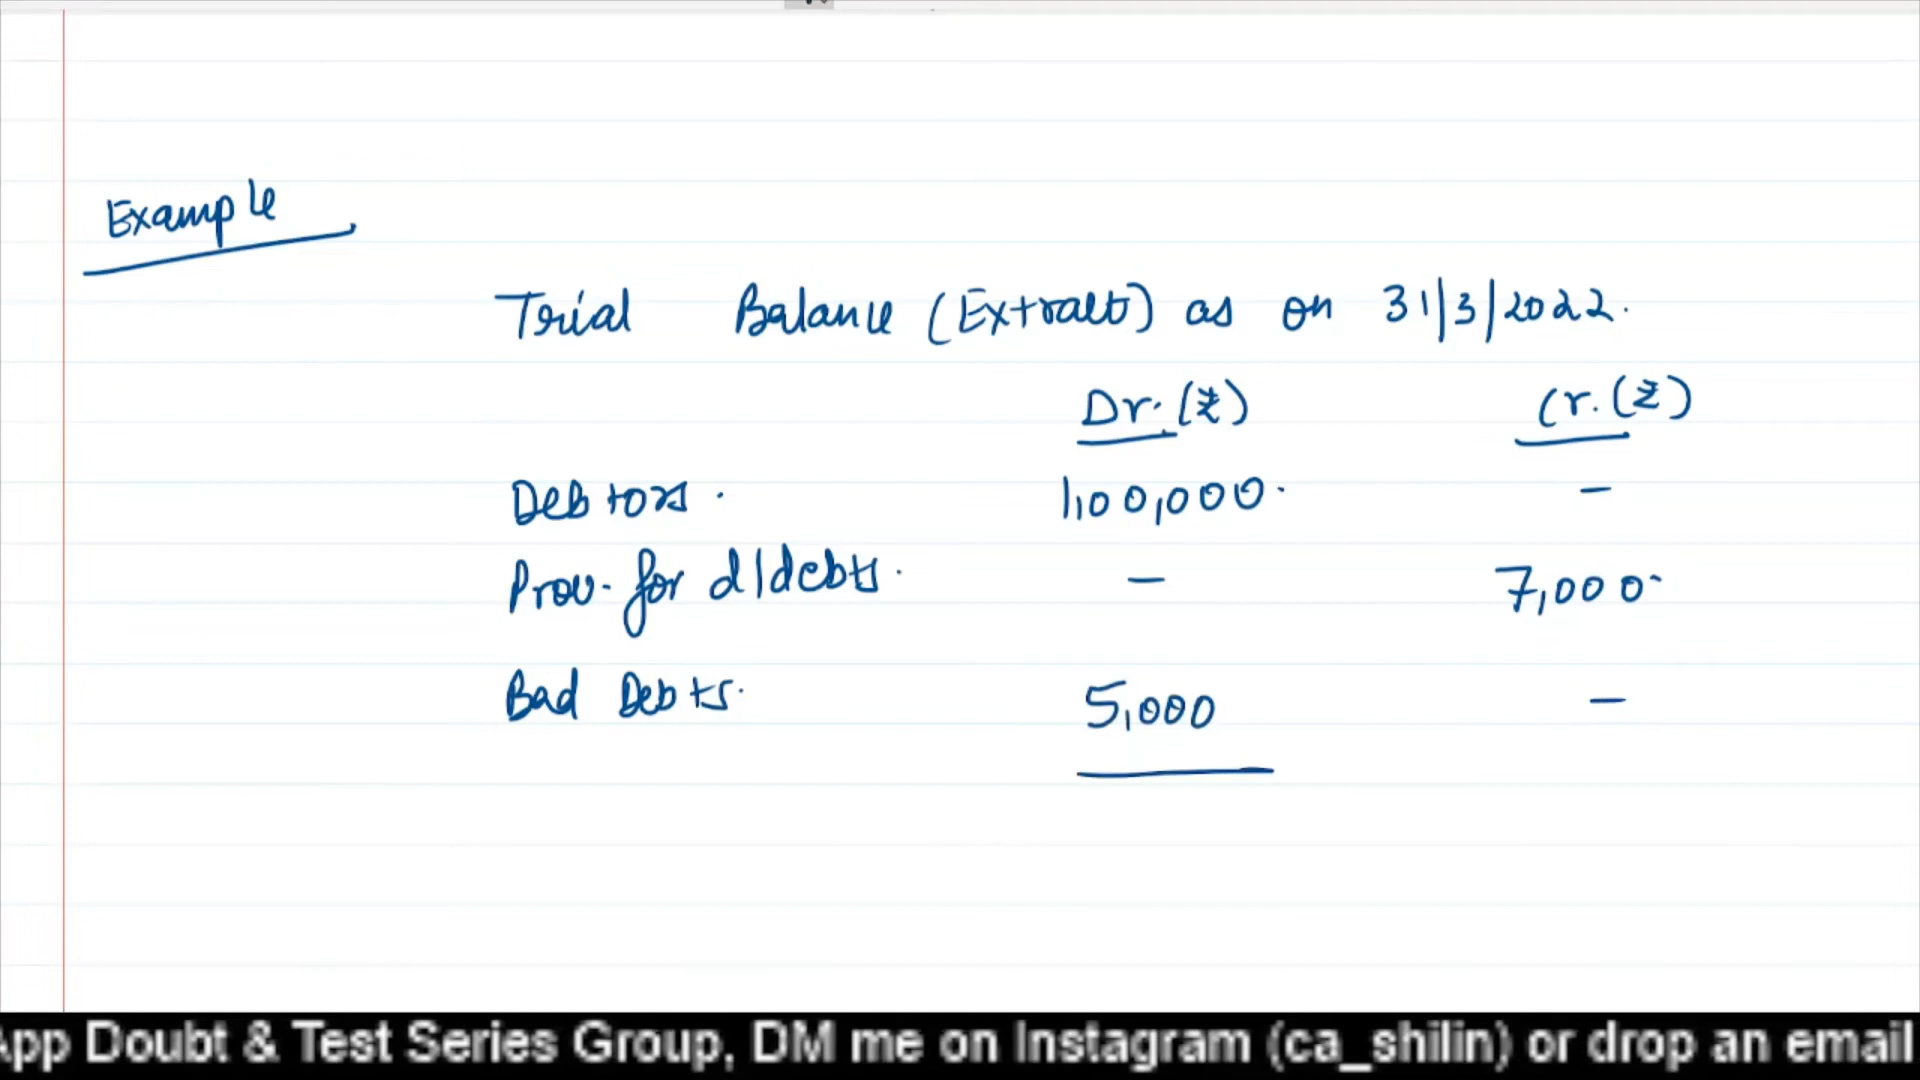 Example
Trial Balance (Extract) as on 31/3/2022.
Dr. (₹) Cr. (₹)
Debtors. 1,00,000. -
Prov. for d/debts. - 7,000.
Bad Debts. 5,000 -
App Doubt & Test Series Group, DM me on Instagram (ca_shilin) or drop an email